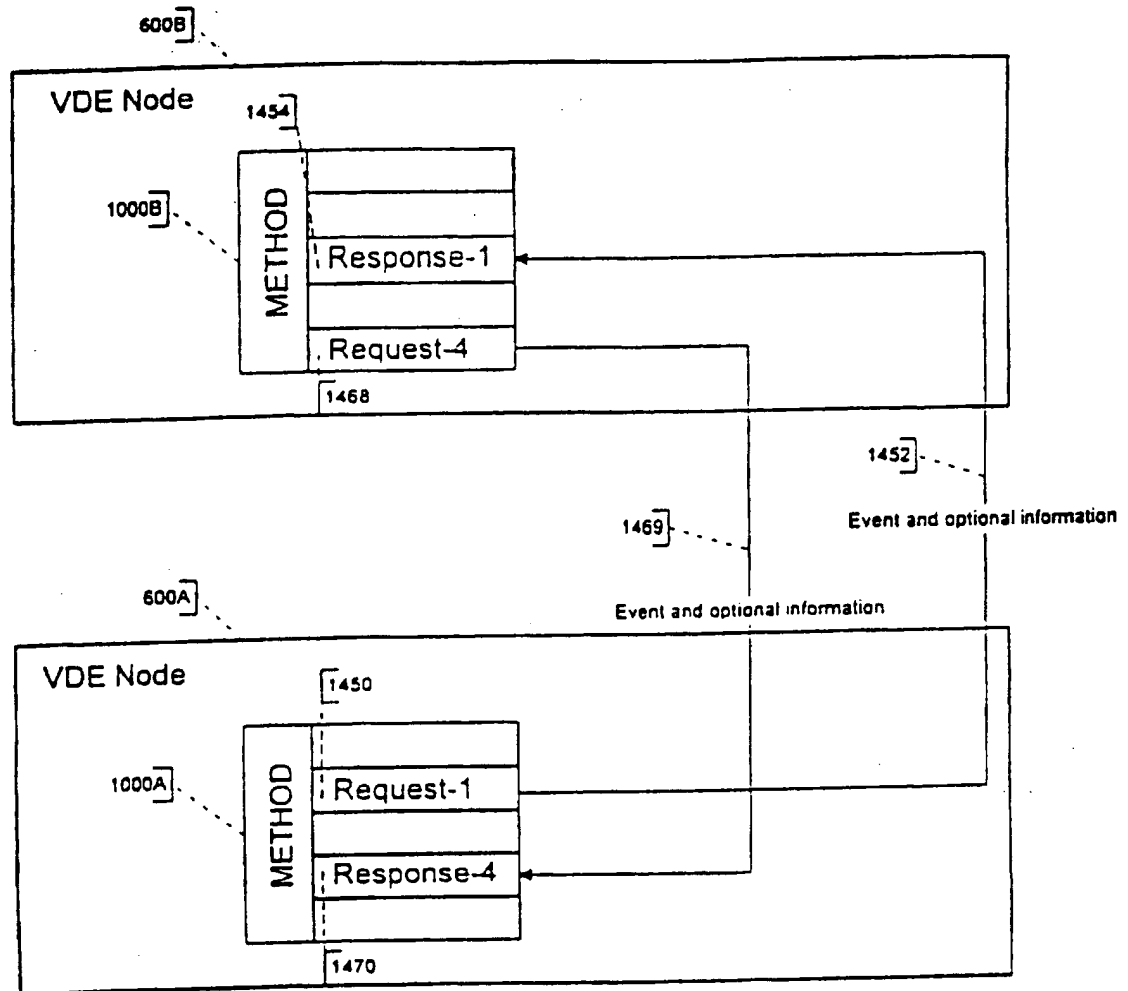 600B
VDE Node
1454
1000B
METHOD
Response-1
Request-4
1468
1452
Event and optional information
1469
600A
Event and optional information
VDE Node
1450
1000A
METHOD
Request-1
Response-4
1470